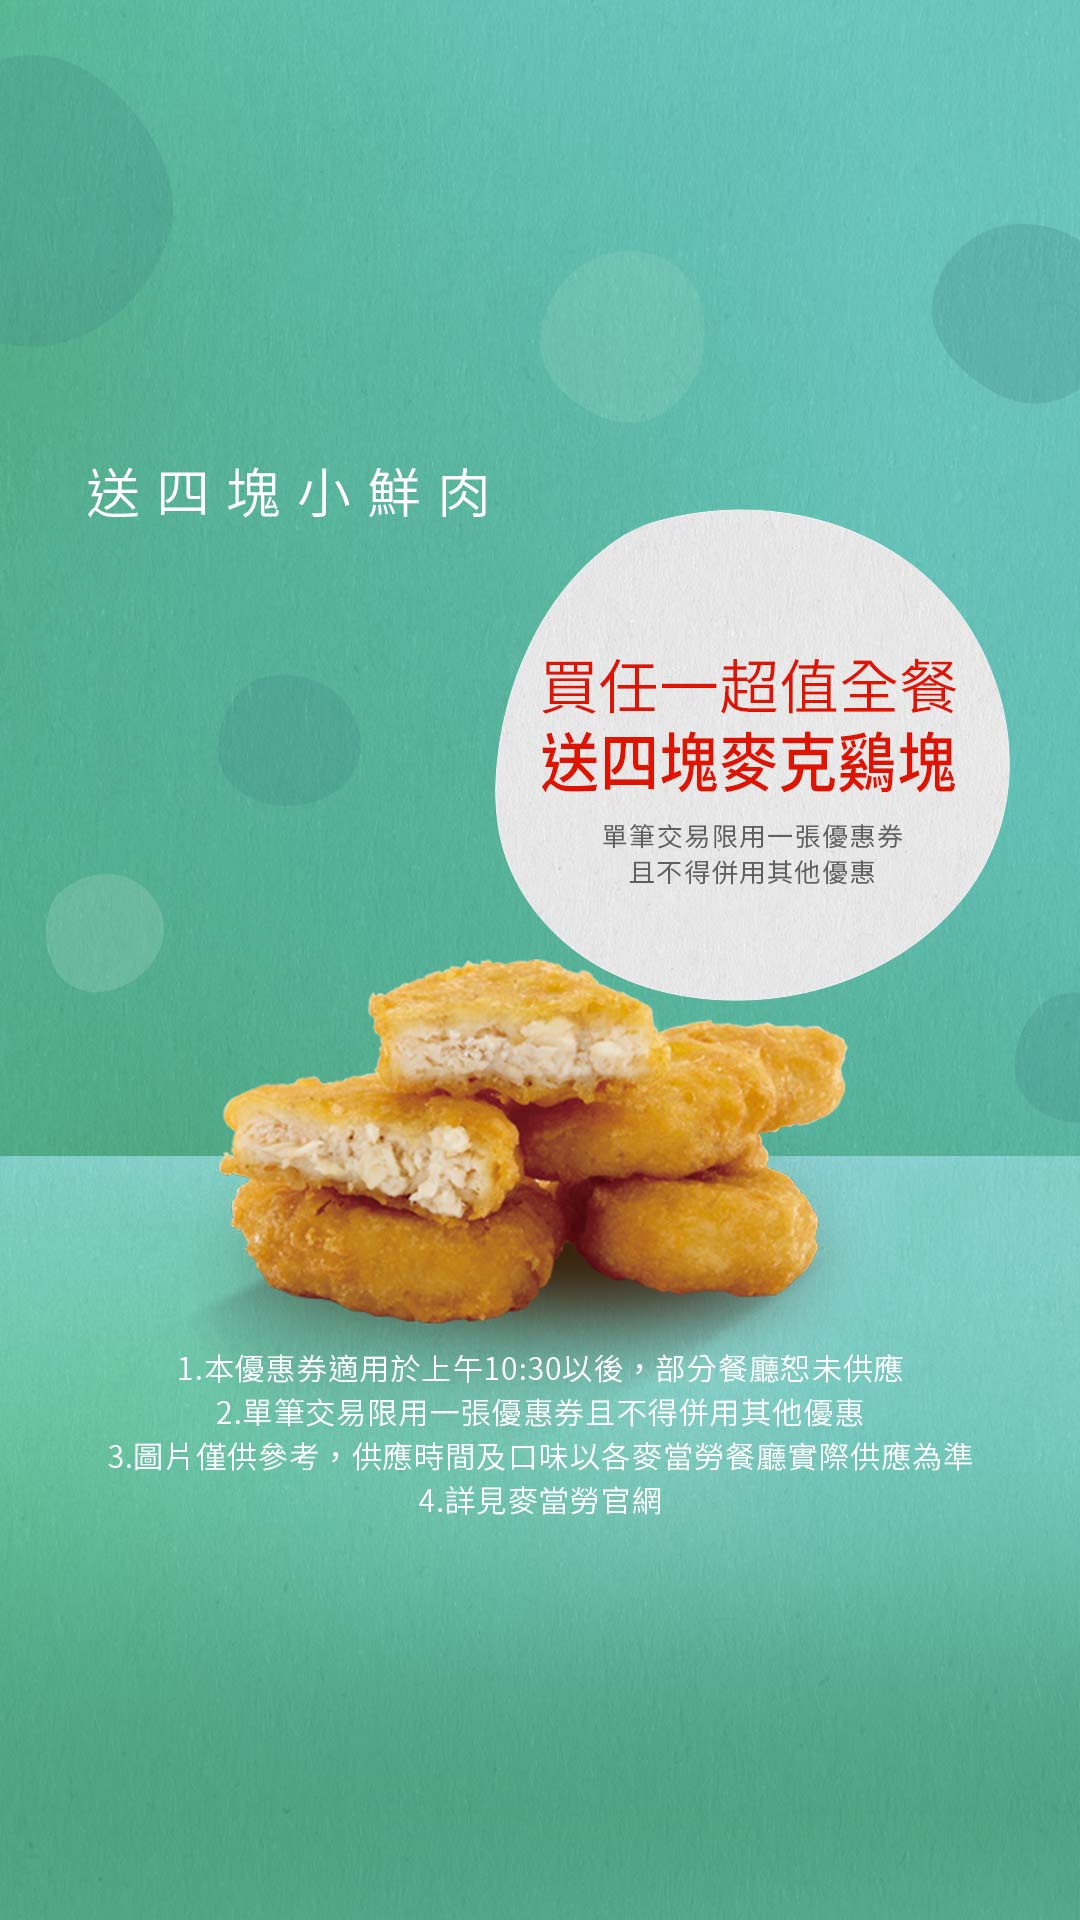 送四塊小鮮肉
買任一超值全餐
送四塊麥克鷄塊
單筆交易限用一張優惠券
且不得併用其他優惠
1.本優惠券適用於上午10:30以後，部分餐廳恕未供應
2.單筆交易限用一張優惠券且不得併用其他優惠
3.圖片僅供參考，供應時間及口味以各麥當勞餐廳實際供應為準
4.詳見麥當勞官網